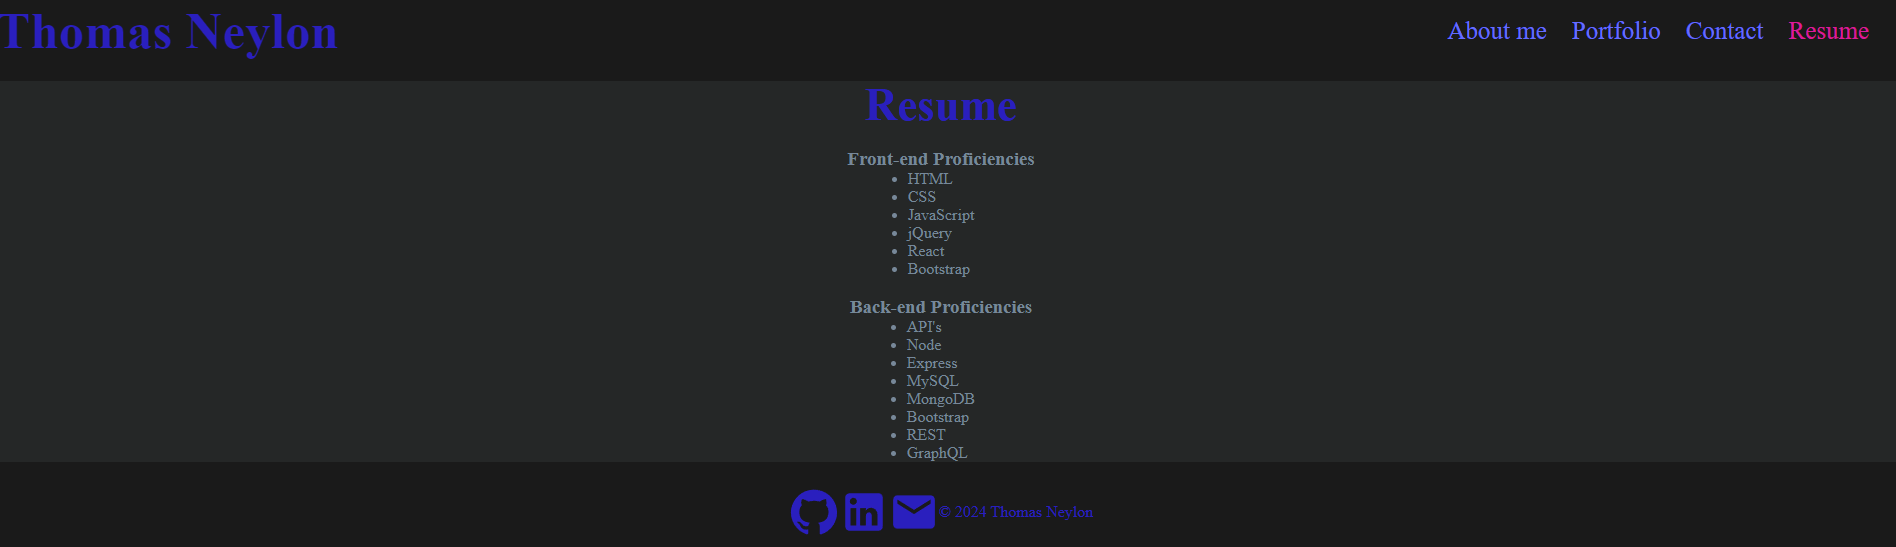 Thomas Neylon
About me Portfolio Contact Resume
Resume
Front-end Proficiencies
• HTML
• CSS
• JavaScript
• jQuery
• React
• Bootstrap
Back-end Proficiencies
• API's
• Node
• Express
• MySQL
• MongoDB
• Bootstrap
• REST
• GraphQL
in © 2024 Thomas Neylon